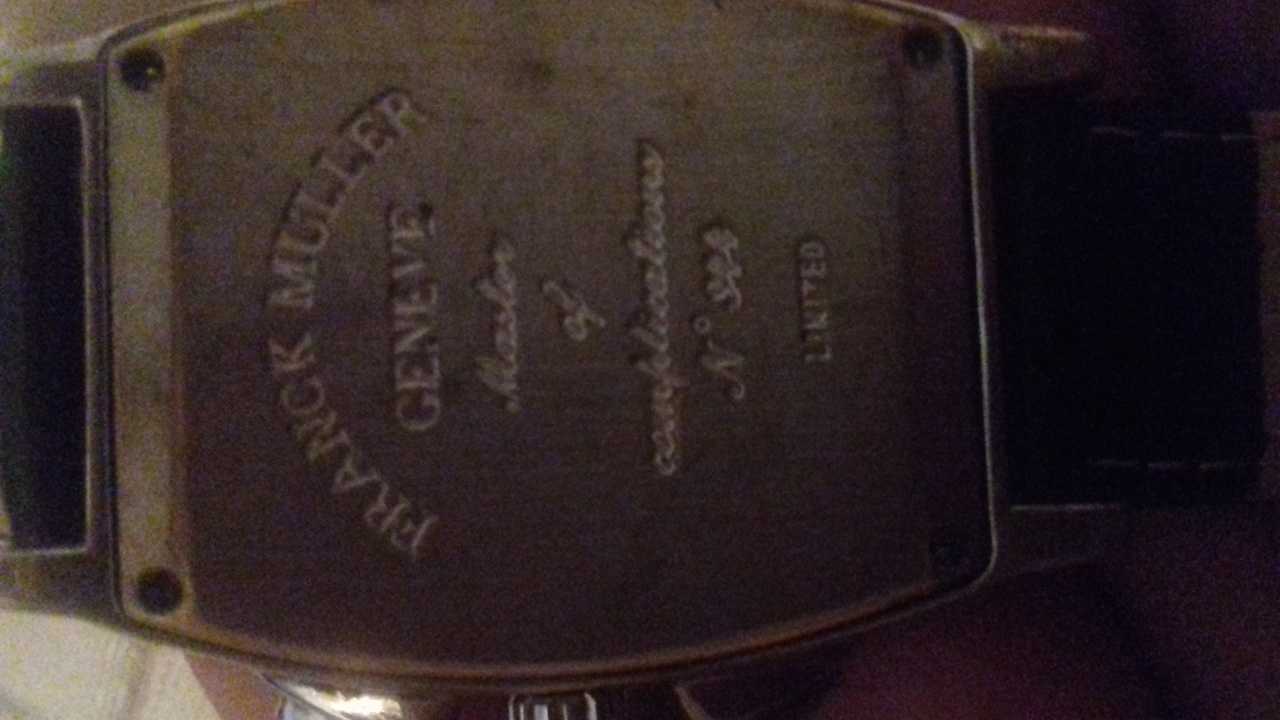 FRANCK MULLER
GENEVE
Master
of
complications
N°
LIMITED